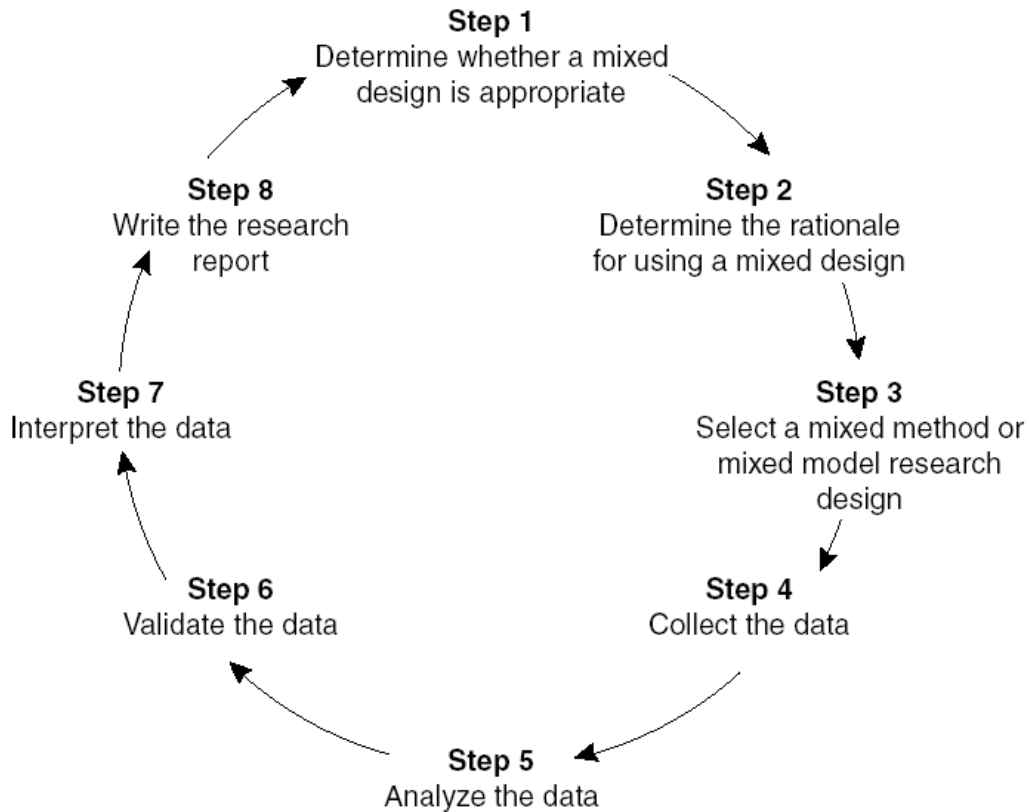 Step 1
Determine whether a mixed
design is appropriate
Step 2
Determine the rationale
for using a mixed design
Step 3
Select a mixed method or
mixed model research
design
Step 4
Collect the data
Step 5
Analyze the data
Step 6
Validate the data
Step 7
Interpret the data
Step 8
Write the research
report